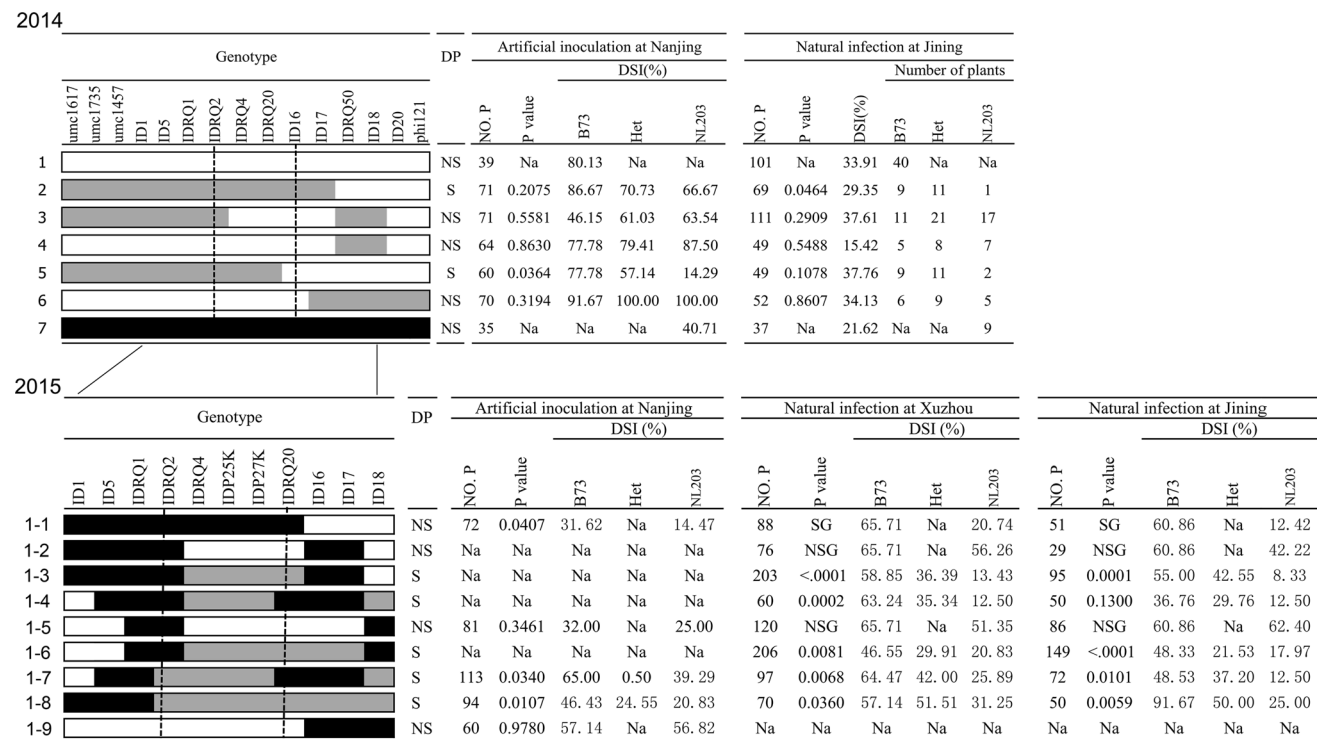 2014
Genotype DP Artificial inoculation at Nanjing Natural infection at Jining
DSI(%) Number of plants
umc1617 umc1735 umc1457 ID1 ID5 IDRQ1 IDRQ2 IDRQ4 IDRQ20 ID16 ID17 IDRQ50 ID18 ID20 phi121 NO. P P value B73 Het NL203 NO. P P value DSI(%) B73 Het NL203
1 NS 39 Na 80.13 Na Na 101 Na 33.91 40 Na Na
2 S 71 0.2075 86.67 70.73 66.67 69 0.0464 29.35 9 11 1
3 NS 71 0.5581 46.15 61.03 63.54 111 0.2909 37.61 11 21 17
4 NS 64 0.8630 77.78 79.41 87.50 49 0.5488 15.42 5 8 7
5 S 60 0.0364 77.78 57.14 14.29 49 0.1078 37.76 9 11 2
6 NS 70 0.3194 91.67 100.00 100.00 52 0.8607 34.13 6 9 5
7 NS 35 Na Na Na 40.71 37 Na 21.62 Na Na 9
2015
Genotype DP Artificial inoculation at Nanjing Natural infection at Xuzhou Natural infection at Jining
DSI (%) DSI (%) DSI (%)
ID1 ID5 IDRQ1 IDRQ2 IDRQ4 IDP25K IDP27K IDRQ20 ID16 ID17 ID18 NO. P P value B73 Het NL203 NO. P P value B73 Het NL203 NO. P P value B73 Het NL203
1-1 NS 72 0.0407 31.62 Na 14.47 88 SG 65.71 Na 20.74 51 SG 60.86 Na 12.42
1-2 NS Na Na Na Na Na 76 NSG 65.71 Na 56.26 29 NSG 60.86 Na 42.22
1-3 S Na Na Na Na Na 203 <.0001 58.85 36.39 13.43 95 0.0001 55.00 42.55 8.33
1-4 S Na Na Na Na Na 60 0.0002 63.24 35.34 12.50 50 0.1300 36.76 29.76 12.50
1-5 NS 81 0.3461 32.00 Na 25.00 120 NSG 65.71 Na 51.35 86 NSG 60.86 Na 62.40
1-6 S Na Na Na Na Na 206 0.0081 46.55 29.91 20.83 149 <.0001 48.33 21.53 17.97
1-7 S 113 0.0340 65.00 0.50 39.29 97 0.0068 64.47 42.00 25.89 72 0.0101 48.53 37.20 12.50
1-8 S 94 0.0107 46.43 24.55 20.83 70 0.0360 57.14 51.51 31.25 50 0.0059 91.67 50.00 25.00
1-9 NS 60 0.9780 57.14 Na 56.82 Na Na Na Na Na Na Na Na Na Na